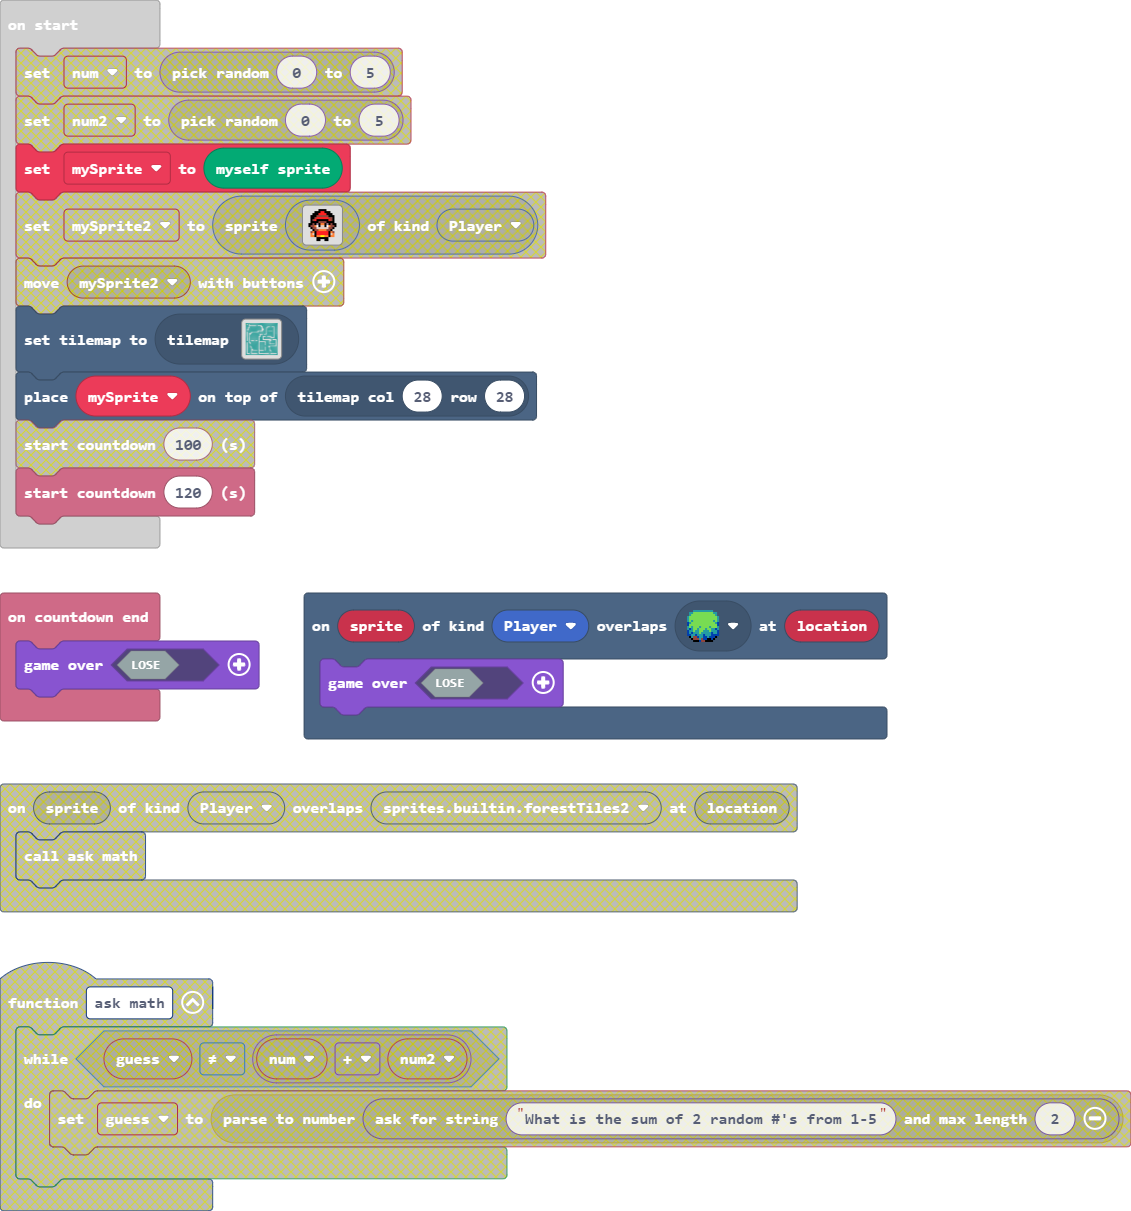 on start
set num to pick random 0 to 5
set num2 to pick random 0 to 5
set mySprite to myself sprite
set mySprite2 to sprite of kind Player
move mySprite2 with buttons
set tilemap to tilemap
place mySprite on top of tilemap col 28 row 28
start countdown 100 (s)
start countdown 120 (s)
on countdown end
game over LOSE
on sprite of kind Player overlaps at location
game over LOSE
on sprite of kind Player overlaps sprites.builtin.forestTiles2 at location
call ask math
function ask math
while guess ≠ num + num2
do
set guess to parse to number ask for string "What is the sum of 2 random #'s from 1-5" and max length 2